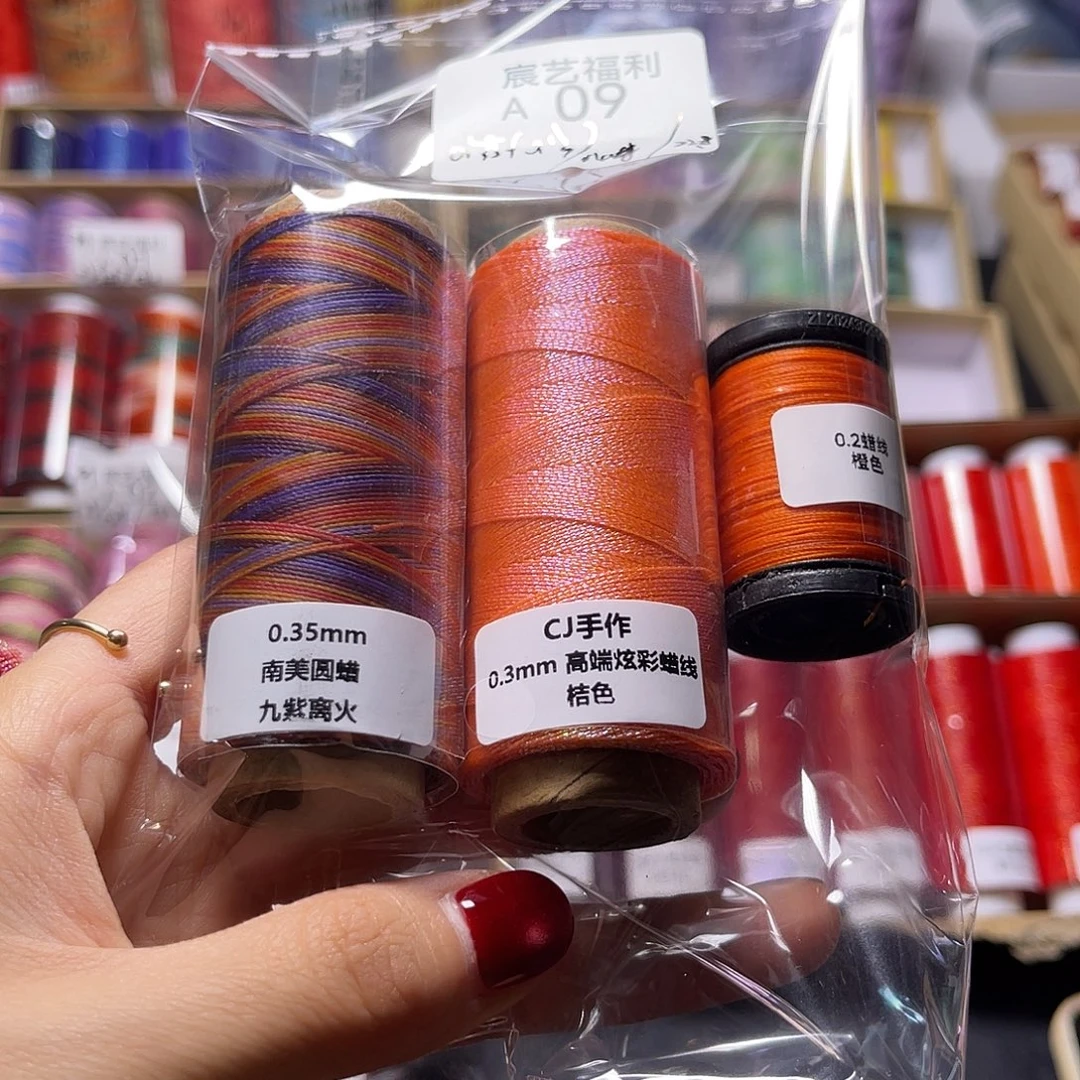 宸艺福利
A 09
0.35mm
南美圆蜡
九紫离火
CJ手作
0.3mm 高端炫彩蜡线
桔色
0.2蜡线
橙色